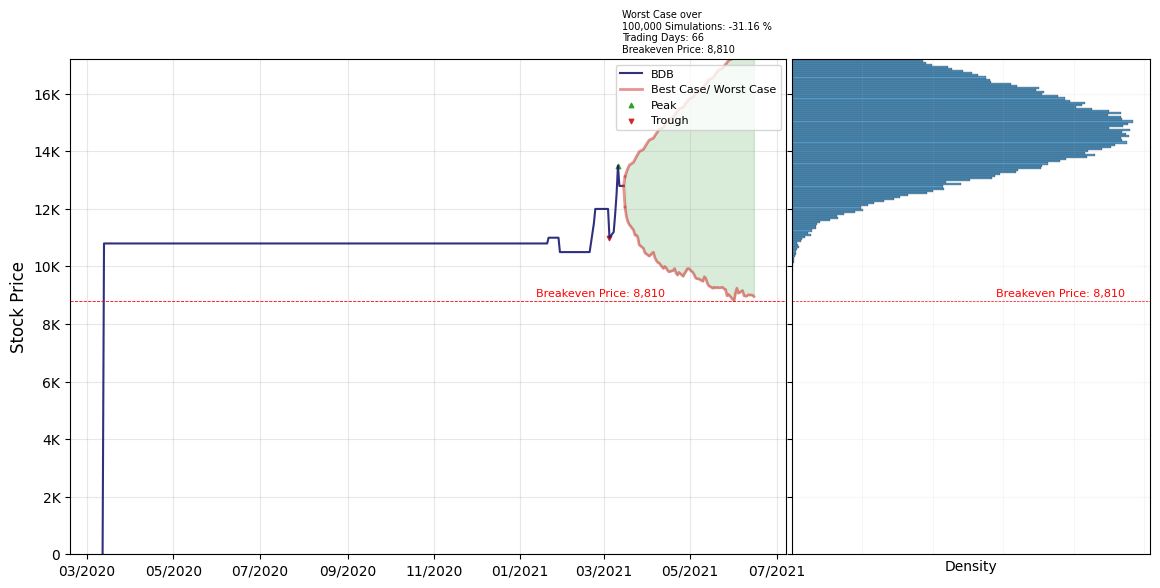 Worst Case over
100,000 Simulations: -31.16 %
Trading Days: 66
Breakeven Price: 8,810
BDB
Best Case/ Worst Case
Peak
Trough
16K
14K
12K
10K
8K
6K
4K
2K
0
Stock Price
Breakeven Price: 8,810
Breakeven Price: 8,810
03/2020 05/2020 07/2020 09/2020 11/2020 01/2021 03/2021 05/2021 07/2021
Density